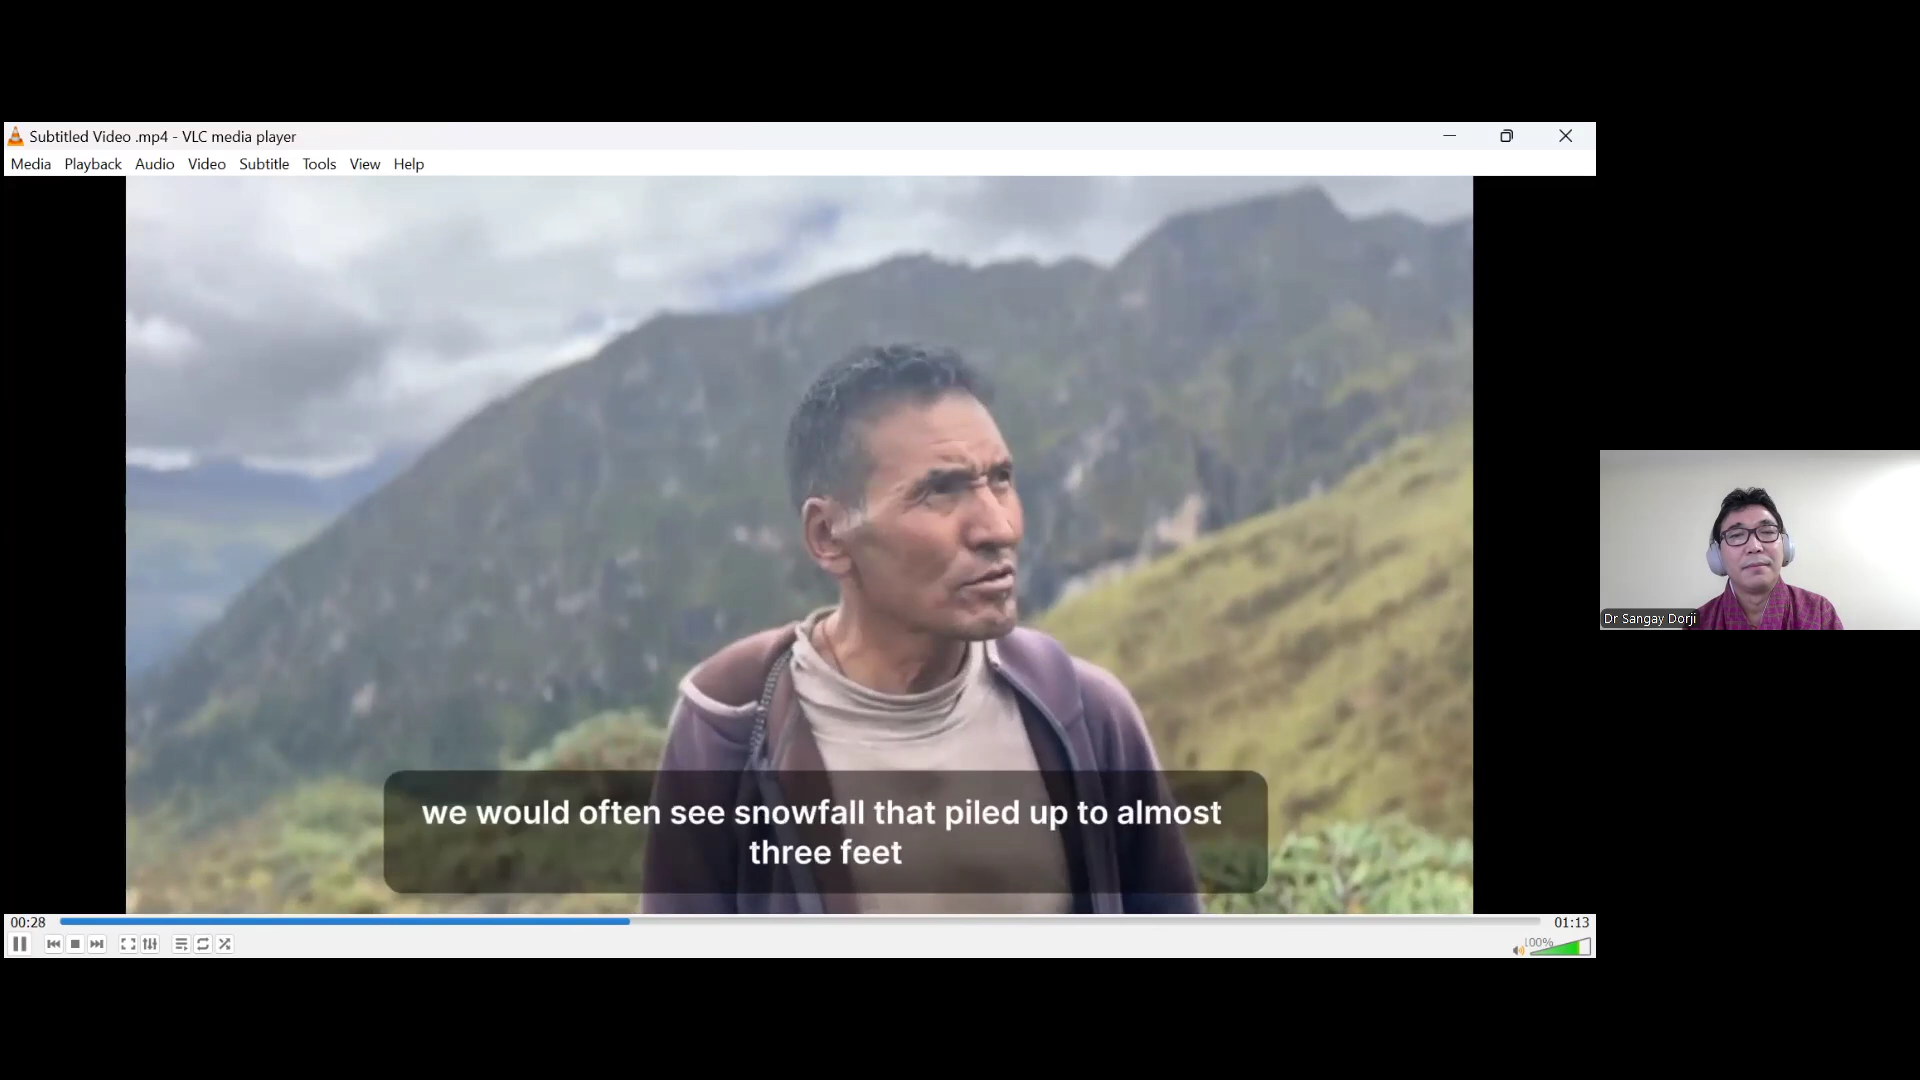 Subtitled Video .mp4 - VLC media player
Media Playback Audio Video Subtitle Tools View Help
we would often see snowfall that piled up to almost
three feet
Dr Sangay Dorji
00:28
01:13
100%